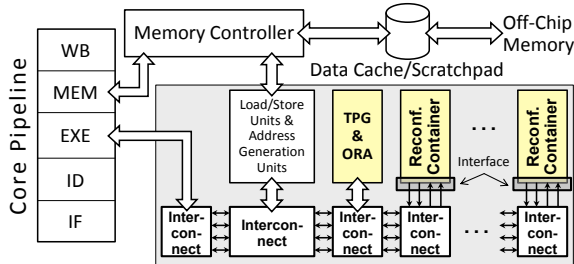 Core Pipeline
WB
MEM
EXE
ID
IF
Memory Controller
Off-Chip
Memory
Data Cache/Scratchpad
Load/Store
Units &
Address
Generation
Units
TPG
& ORA
Reconf.
Container
. . .
Reconf.
Container
Interface
Inter-
con-
nect
Intercon-
nect
Inter-
con-
nect
Inter-
con-
nect
. . .
Inter-
con-
nect